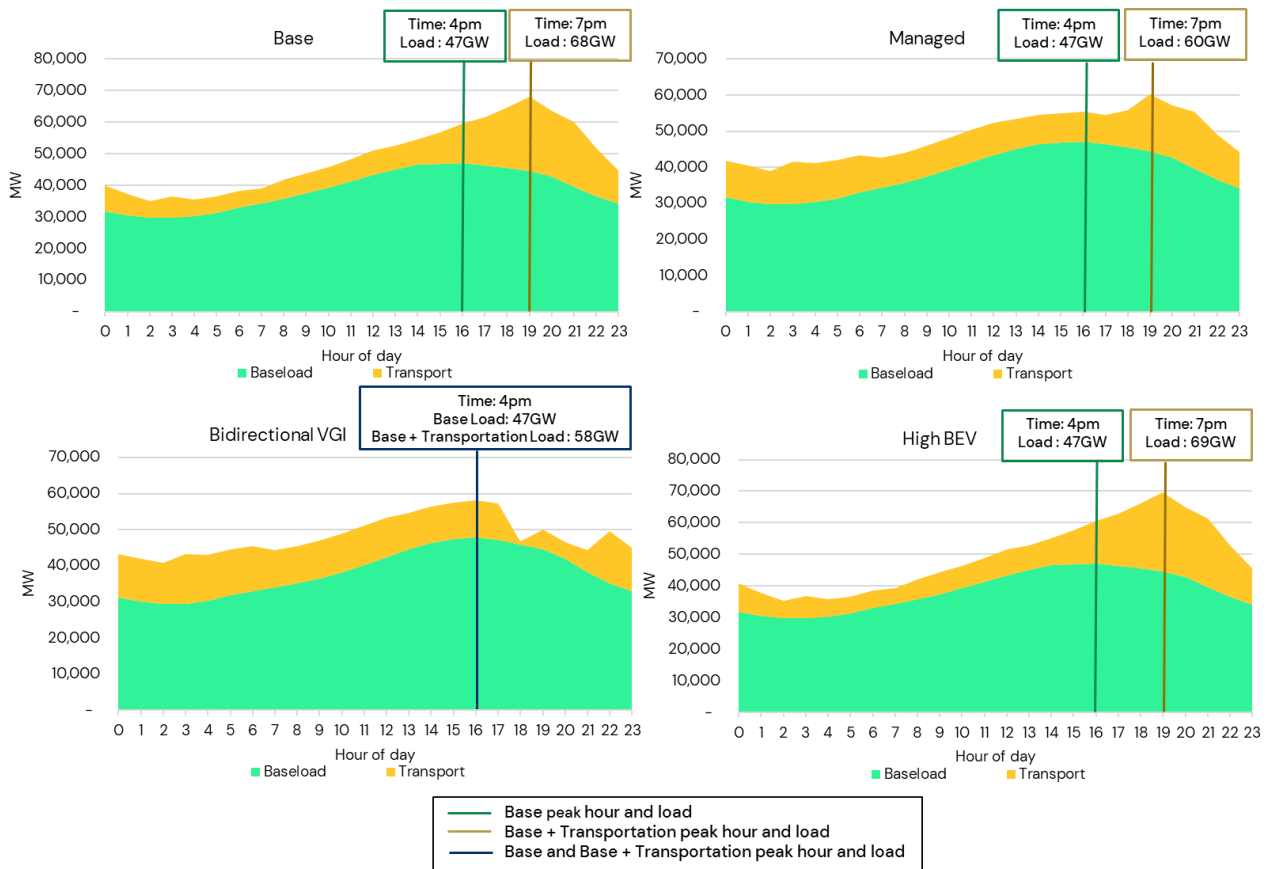 Base
Time: 4pm
Load : 47GW
Time: 7pm
Load : 68GW
80,000
70,000
60,000
50,000
40,000
30,000
20,000
10,000
-
MW
0 1 2 3 4 5 6 7 8 9 10 11 12 13 14 15 16 17 18 19 20 21 22 23
Hour of day
Baseload Transport
Managed
Time: 4pm
Load : 47GW
Time: 7pm
Load : 60GW
70,000
60,000
50,000
40,000
30,000
20,000
10,000
-
MW
0 1 2 3 4 5 6 7 8 9 10 11 12 13 14 15 16 17 18 19 20 21 22 23
Hour of day
Baseload Transport
Bidirectional VGI
Time: 4pm
Base Load: 47GW
Base + Transportation Load : 58GW
70,000
60,000
50,000
40,000
30,000
20,000
10,000
-
MW
0 1 2 3 4 5 6 7 8 9 10 11 12 13 14 15 16 17 18 19 20 21 22 23
Hour of day
Baseload Transport
High BEV
Time: 4pm
Load : 47GW
Time: 7pm
Load : 69GW
80,000
70,000
60,000
50,000
40,000
30,000
20,000
10,000
-
MW
0 1 2 3 4 5 6 7 8 9 10 11 12 13 14 15 16 17 18 19 20 21 22 23
Hour of day
Baseload Transport
Base peak hour and load
Base + Transportation peak hour and load
Base and Base + Transportation peak hour and load